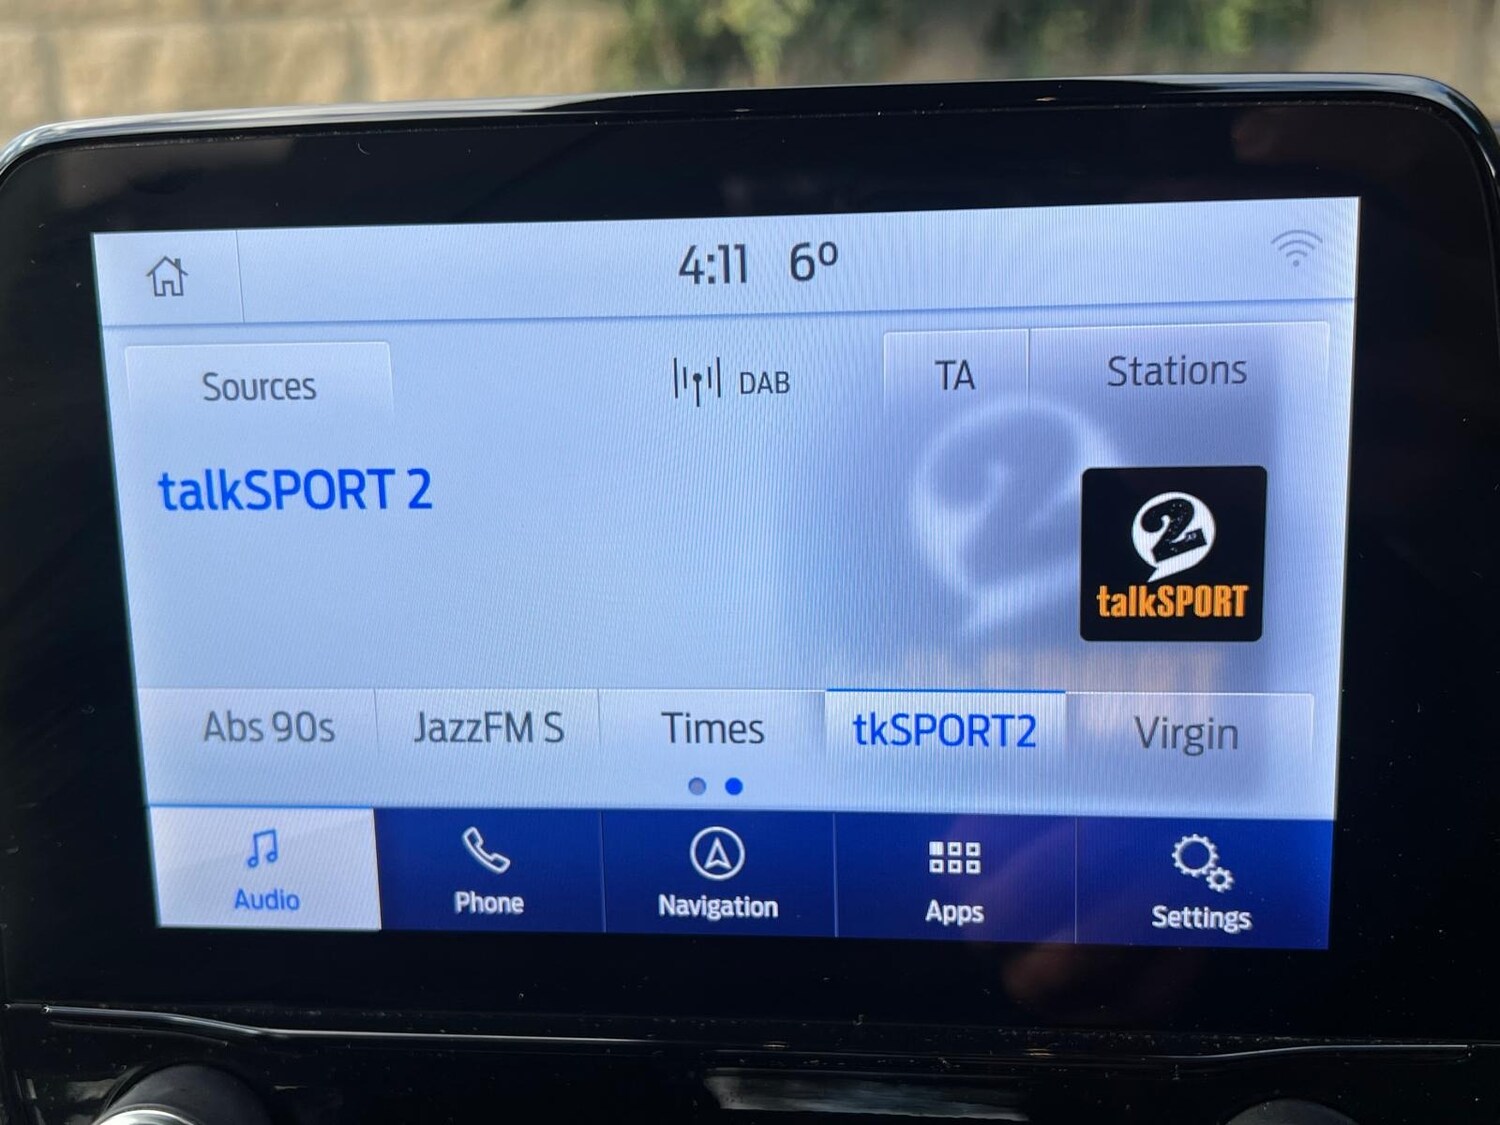 4:11 6°
Sources
DAB
TA
Stations
talkSPORT 2
2
talkSPORT
Abs 90s
JazzFM S
Times
tkSPORT2
Virgin
Audio
Phone
Navigation
Apps
Settings